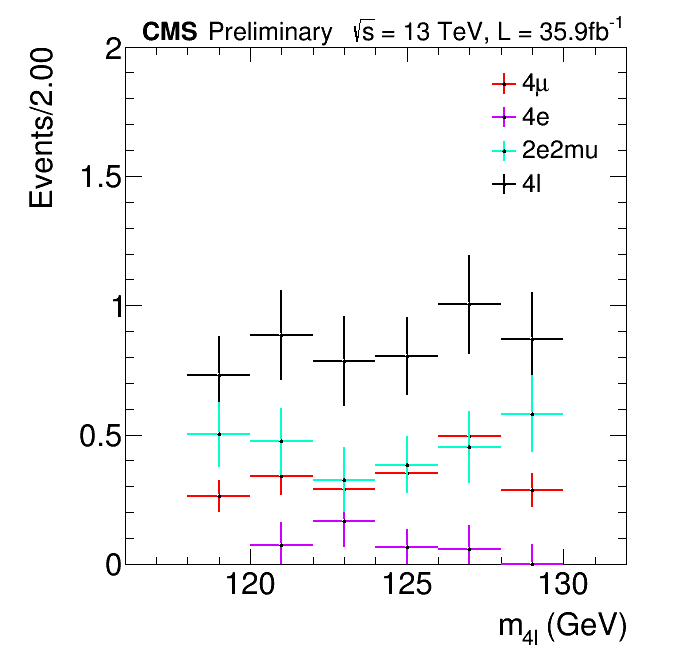 CMS Preliminary √s = 13 TeV, L = 35.9fb-1
Events/2.00
2
1.5
1
0.5
0
4μ
4e
2e2mu
4l
120 125 130
m4l (GeV)